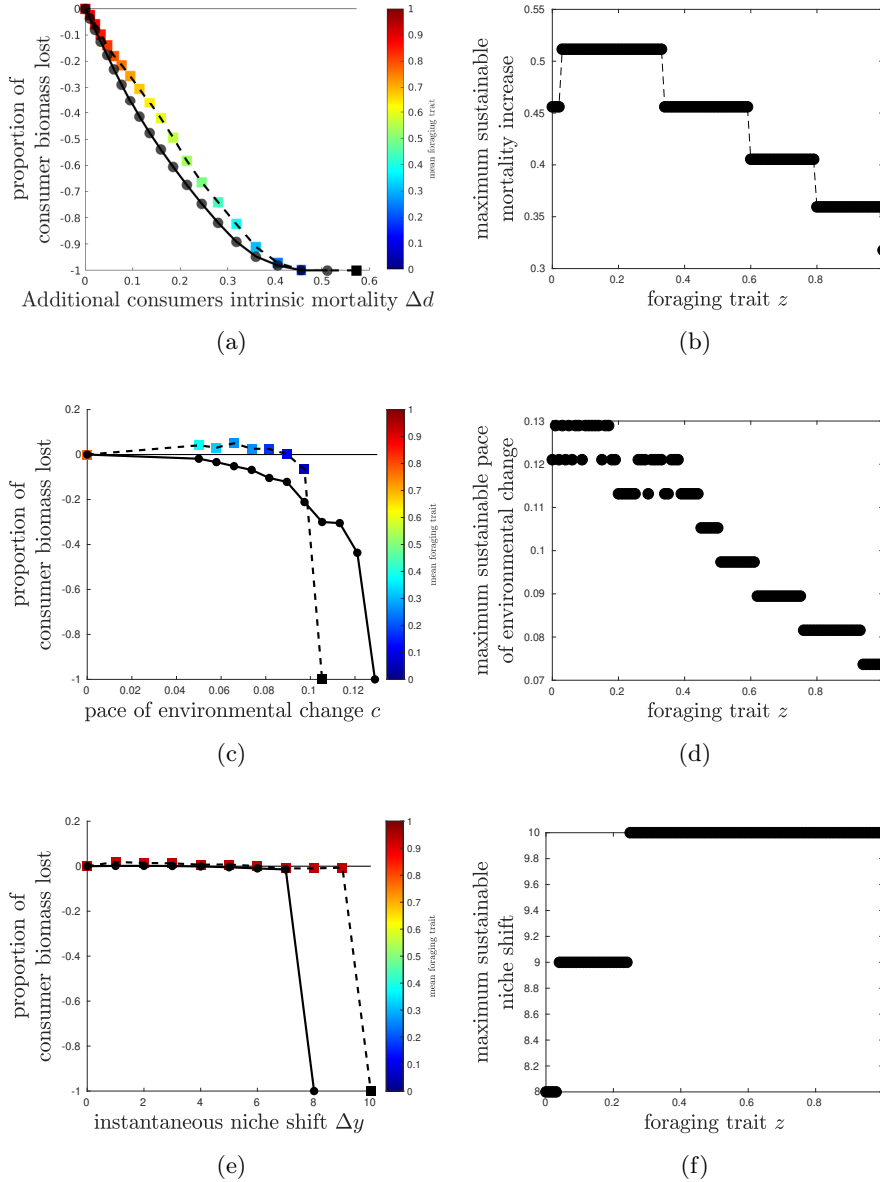 0
-0.1
-0.2
-0.3
-0.4
-0.5
-0.6
-0.7
-0.8
-0.9
-1
proportion of
consumer biomass lost
0 0.1 0.2 0.3 0.4 0.5 0.6
Additional consumers intrinsic mortality Δd
1
0.9
0.8
0.7
0.6
0.5
0.4
0.3
0.2
0.1
0
mean foraging trait
(a)
0.55
0.5
0.45
0.4
0.35
0.3
maximum sustainable
mortality increase
0 0.2 0.4 0.6 0.8
foraging trait z
(b)
0.2
0
-0.2
-0.4
-0.6
-0.8
-1
proportion of
consumer biomass lost
0 0.02 0.04 0.06 0.08 0.1 0.12
pace of environmental change c
1
0.9
0.8
0.7
0.6
0.5
0.4
0.3
0.2
0.1
0
mean foraging trait
(c)
0.13
0.12
0.11
0.1
0.09
0.08
0.07
maximum sustainable pace
of environmental change
0 0.2 0.4 0.6 0.8
foraging trait z
(d)
0.2
0
-0.2
-0.4
-0.6
-0.8
-1
proportion of
consumer biomass lost
0 2 4 6 8 10
instantaneous niche shift Δy
1
0.9
0.8
0.7
0.6
0.5
0.4
0.3
0.2
0.1
0
mean foraging trait
(e)
10
9.8
9.6
9.4
9.2
9
8.8
8.6
8.4
8.2
8
maximum sustainable
niche shift
0 0.2 0.4 0.6 0.8
foraging trait z
(f)